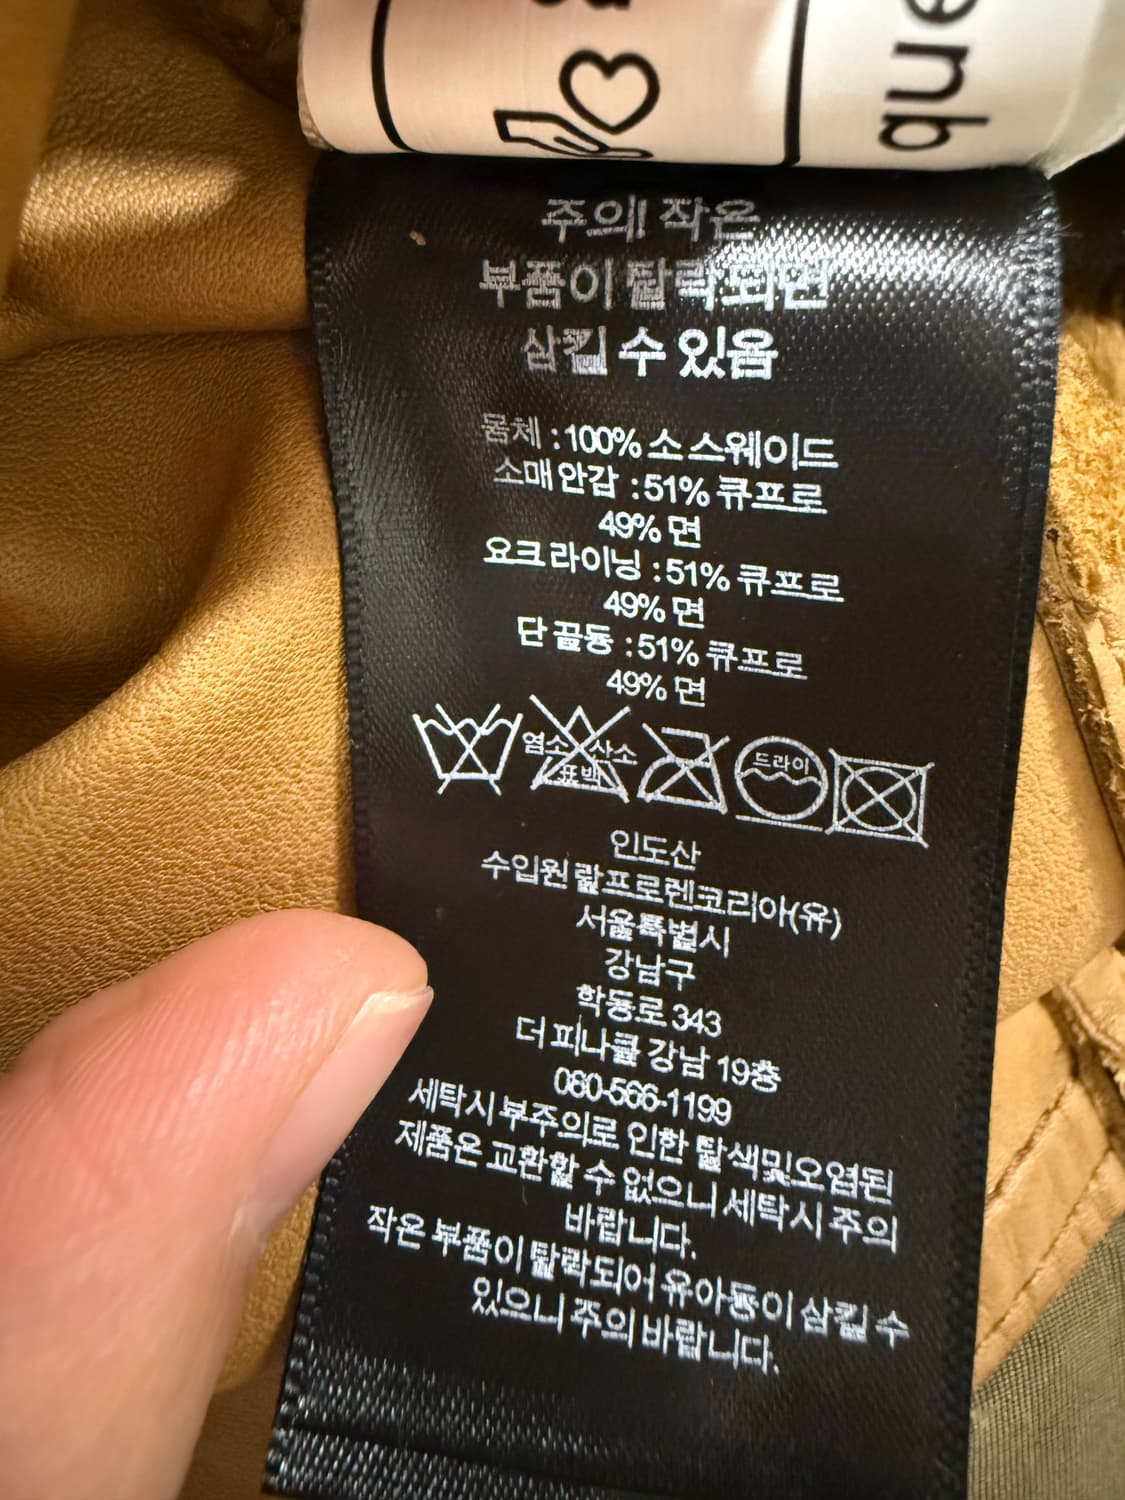 enb
주의! 작은
부품이 탈락되면
삼킬 수 있음
몸체 : 100% 소 스웨이드
소매 안감 : 51% 큐프로
49% 면
요크 라이닝 : 51% 큐프로
49% 면
단 끝동 : 51% 큐프로
49% 면
염소 산소
표백
드라이
인도산
수입원 랄프로렌코리아(유)
서울특별시
강남구
학동로 343
더 피나클 강남 19층
080-566-1199
세탁시 부주의로 인한 탈색및오염된
제품은 교환할 수 없으니 세탁시 주의
바랍니다.
작은 부품이 탈락되어 유아동이 삼킬 수
있으니 주의 바랍니다.